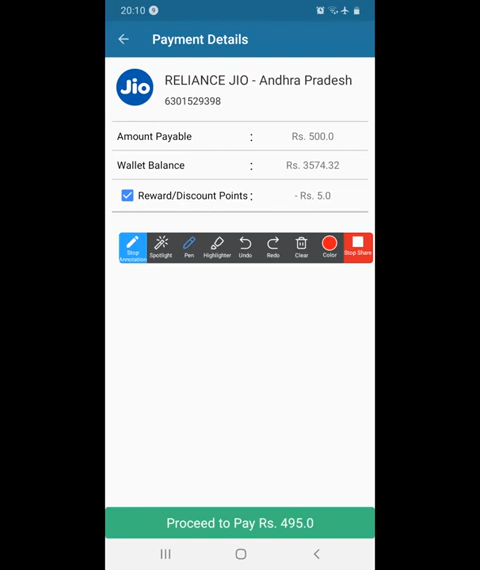 20:10
Payment Details
Jio
RELIANCE JIO - Andhra Pradesh
6301529398
Amount Payable : Rs. 500.0
Wallet Balance : Rs. 3574.32
Reward/Discount Points : - Rs. 5.0
Stop Annotation Spotlight Pen Highlighter Undo Redo Clear Color Stop Share
Proceed to Pay Rs. 495.0